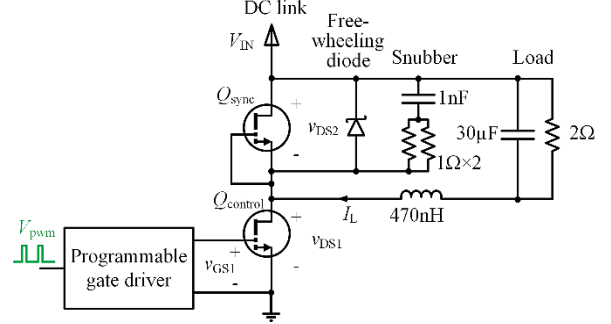 DC link
Free-
wheeling
diode
V_IN
Snubber
Load
Q_sync
+
v_DS2
-
1nF
1Ω×2
30μF
2Ω
Q_control
I_L
470nH
V_pwm
Programmable
gate driver
+
v_GS1
-
+
v_DS1
-